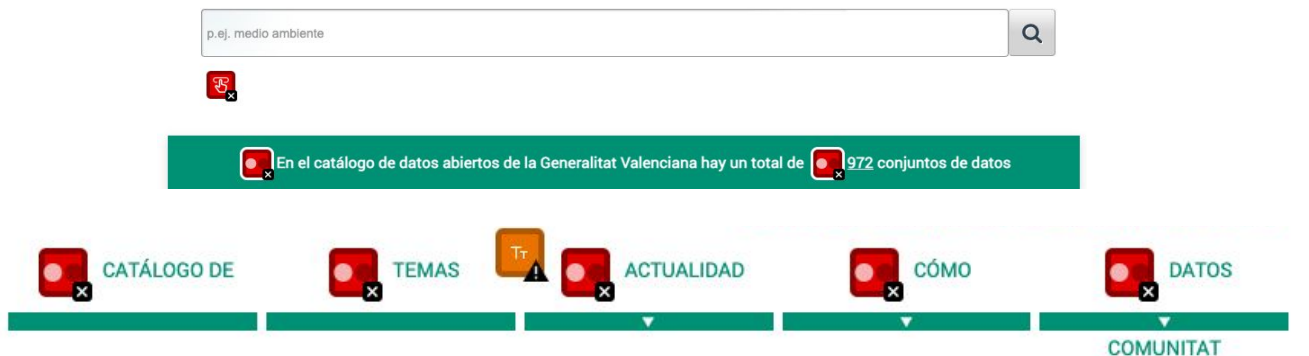 p.ej. medio ambiente
En el catálogo de datos abiertos de la Generalitat Valenciana hay un total de 972 conjuntos de datos
CATÁLOGO DE TEMAS Tт ACTUALIDAD CÓMO DATOS
COMUNITAT